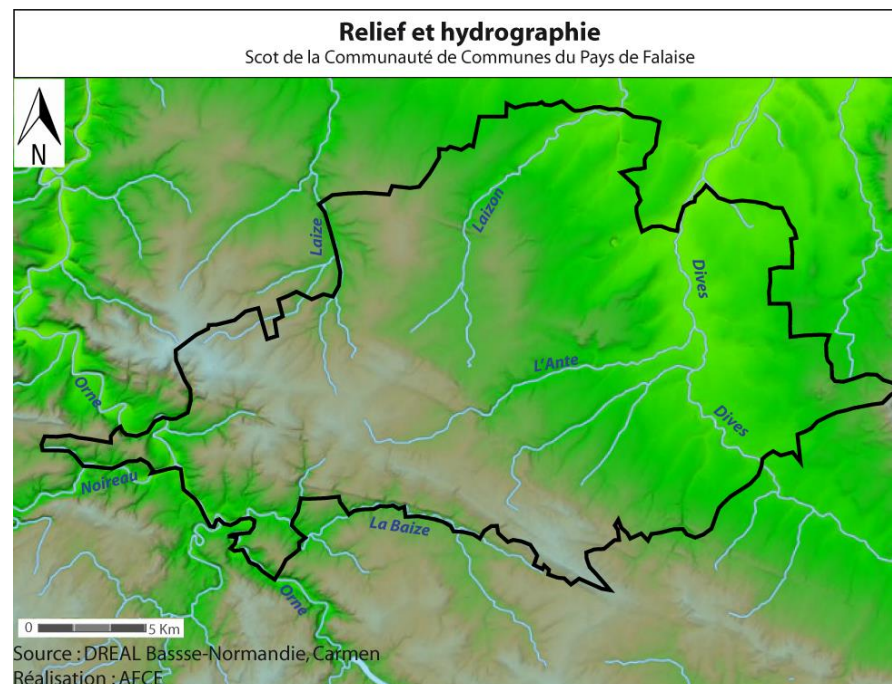 Relief et hydrographie
Scot de la Communauté de Communes du Pays de Falaise
N
Laizon
Laize
Dives
L'Ante
Orne
Dives
Noireau
La Baize
Orne
0 5 Km
Source : DREAL Bassse-Normandie, Carmen
Réalisation : AFCE